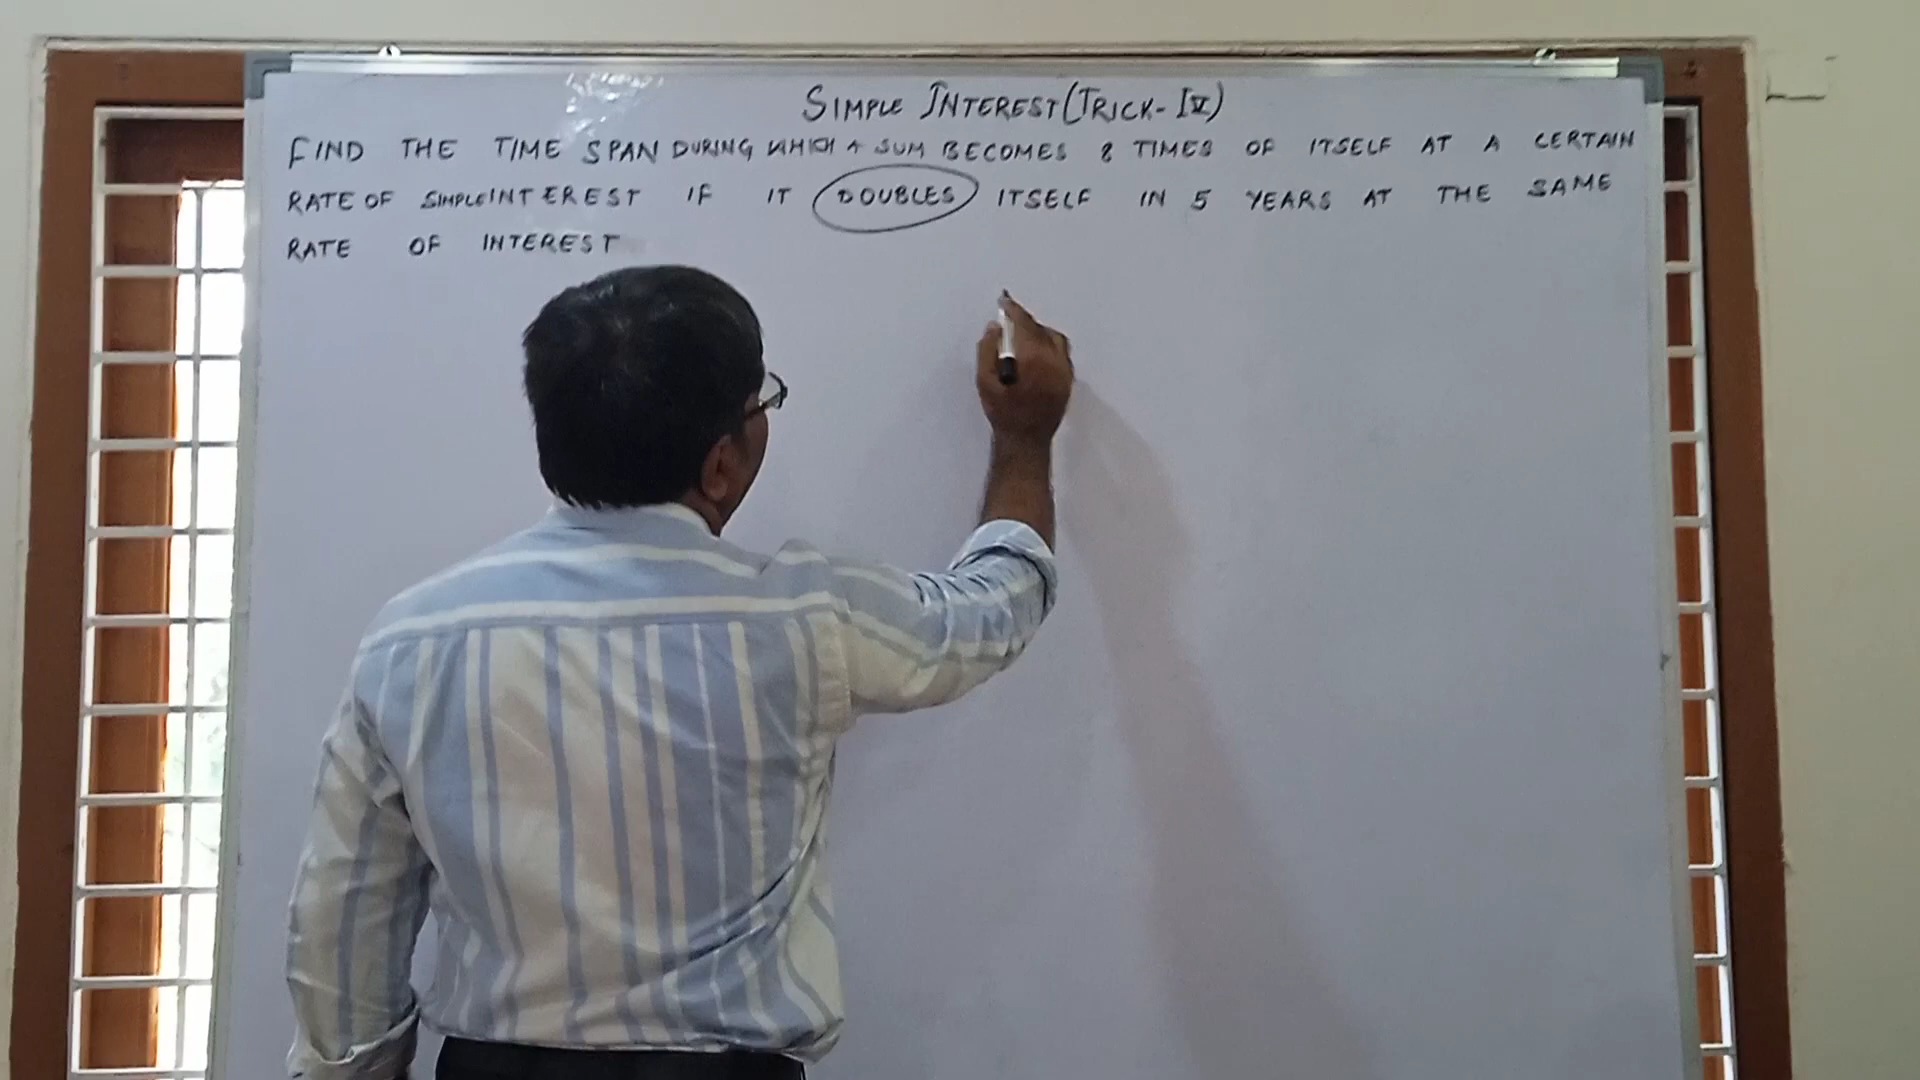 SIMPLE INTEREST (TRICK-IV)
FIND THE TIME SPAN DURING WHICH A SUM BECOMES 8 TIMES OF ITSELF AT A CERTAIN
RATE OF SIMPLE INTEREST IF IT DOUBLES ITSELF IN 5 YEARS AT THE SAME
RATE OF INTEREST